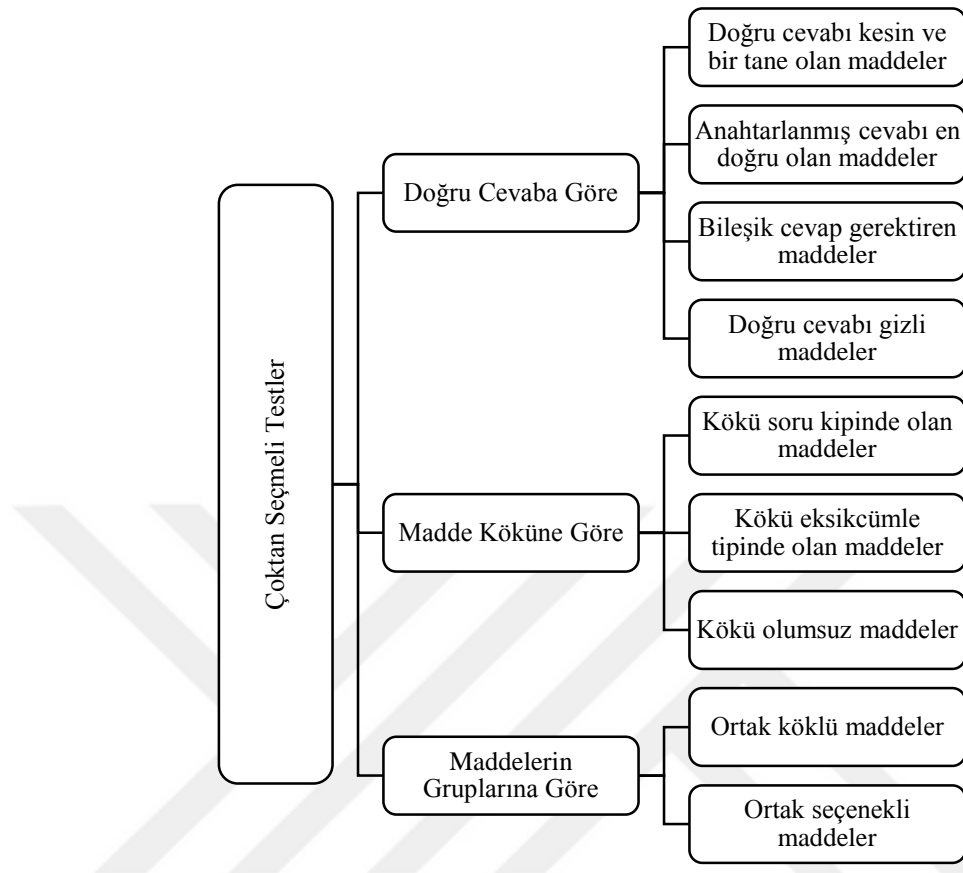 Çoktan Seçmeli Testler
Doğru Cevaba Göre
Doğru cevabı kesin ve
bir tane olan maddeler
Anahtarlanmış cevabı en
doğru olan maddeler
Bileşik cevap gerektiren
maddeler
Doğru cevabı gizli
maddeler
Madde Köküne Göre
Kökü soru kipinde olan
maddeler
Kökü eksikcümle
tipinde olan maddeler
Kökü olumsuz maddeler
Maddelerin
Gruplarına Göre
Ortak köklü maddeler
Ortak seçenekli
maddeler